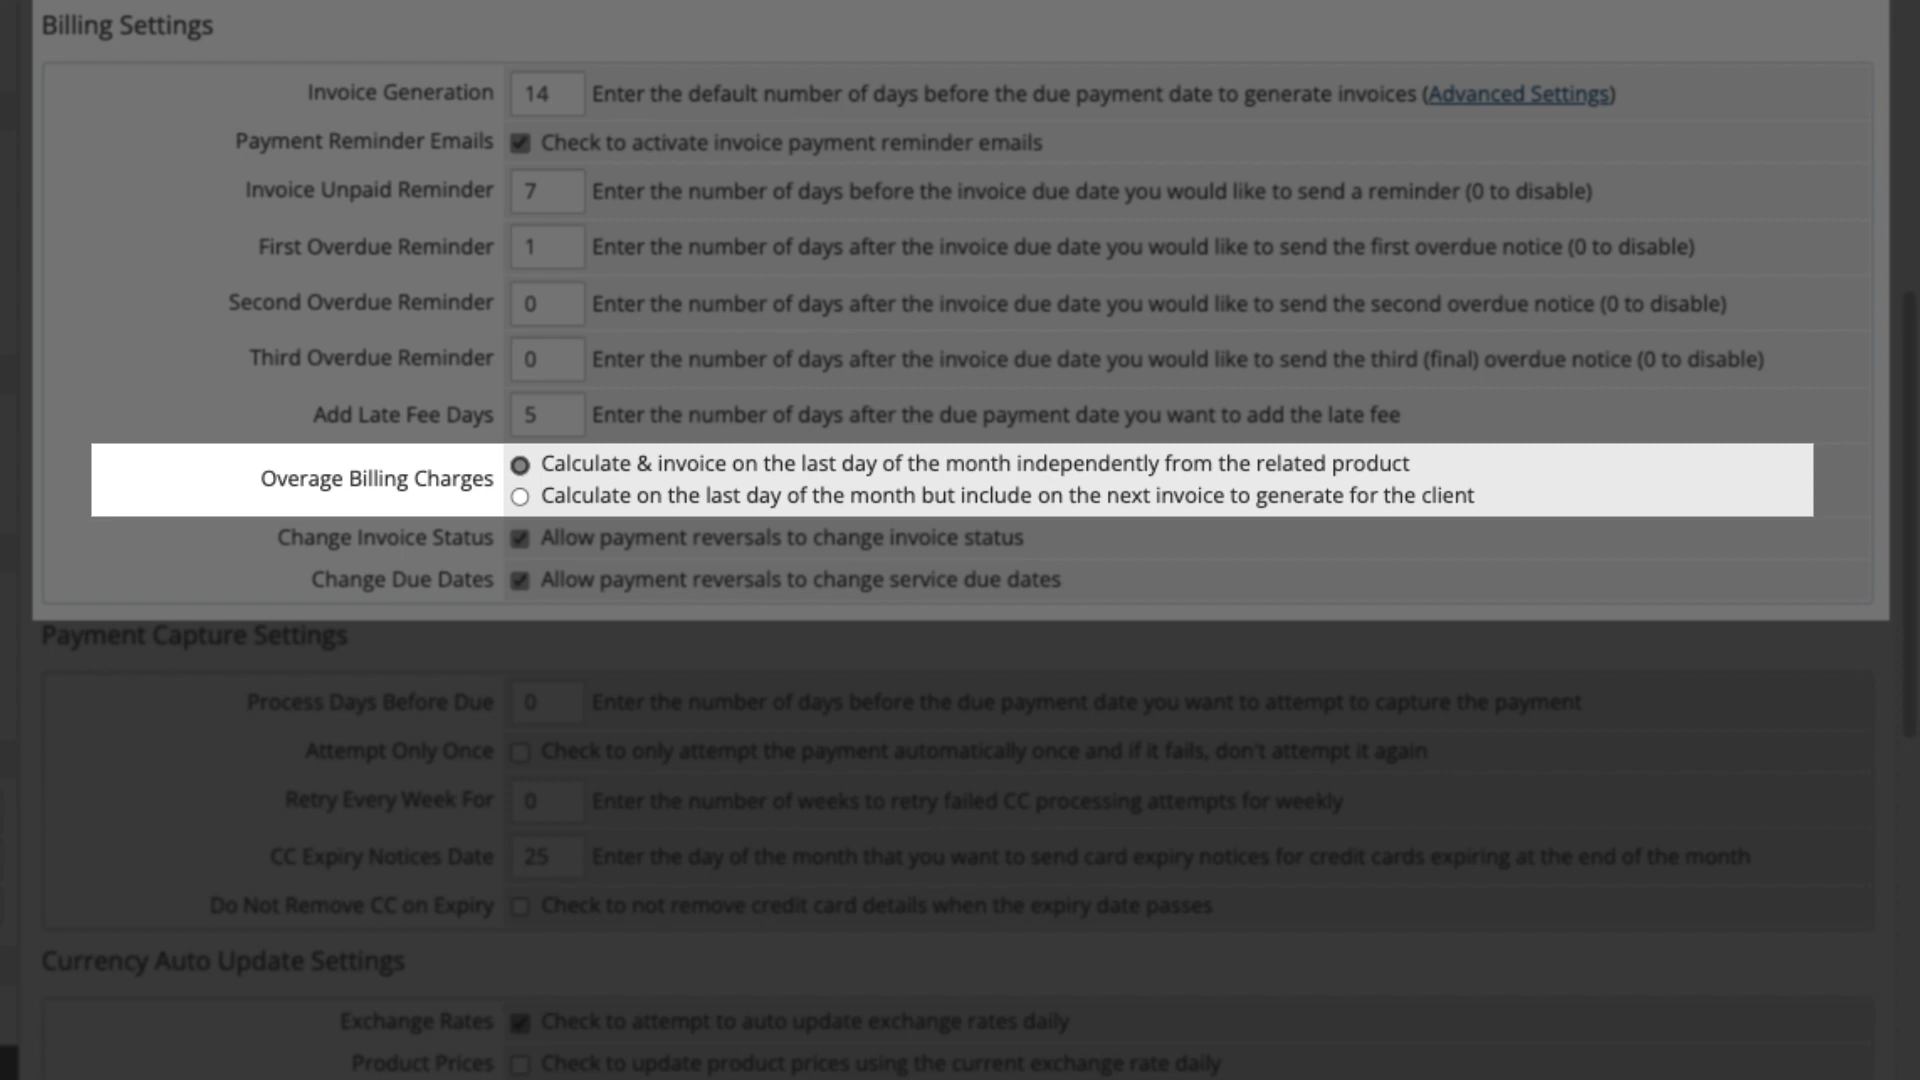 Billing Settings
Invoice Generation 14 Enter the default number of days before the due payment date to generate invoices (Advanced Settings)
Payment Reminder Emails Check to activate invoice payment reminder emails
Invoice Unpaid Reminder 7 Enter the number of days before the invoice due date you would like to send a reminder (0 to disable)
First Overdue Reminder 1 Enter the number of days after the invoice due date you would like to send the first overdue notice (0 to disable)
Second Overdue Reminder 0 Enter the number of days after the invoice due date you would like to send the second overdue notice (0 to disable)
Third Overdue Reminder 0 Enter the number of days after the invoice due date you would like to send the third (final) overdue notice (0 to disable)
Add Late Fee Days 5 Enter the number of days after the due payment date you want to add the late fee
Overage Billing Charges Calculate & invoice on the last day of the month independently from the related product
Calculate on the last day of the month but include on the next invoice to generate for the client
Change Invoice Status Allow payment reversals to change invoice status
Change Due Dates Allow payment reversals to change service due dates
Payment Capture Settings
Process Days Before Due 0 Enter the number of days before the due payment date you want to attempt to capture the payment
Attempt Only Once Check to only attempt the payment automatically once and if it fails, don't attempt it again
Retry Every Week For 0 Enter the number of weeks to retry failed CC processing attempts for weekly
CC Expiry Notices Date 25 Enter the day of the month that you want to send card expiry notices for credit cards expiring at the end of the month
Do Not Remove CC on Expiry Check to not remove credit card details when the expiry date passes
Currency Auto Update Settings
Exchange Rates Check to attempt to auto update exchange rates daily
Product Prices Check to update product prices using the current exchange rate daily